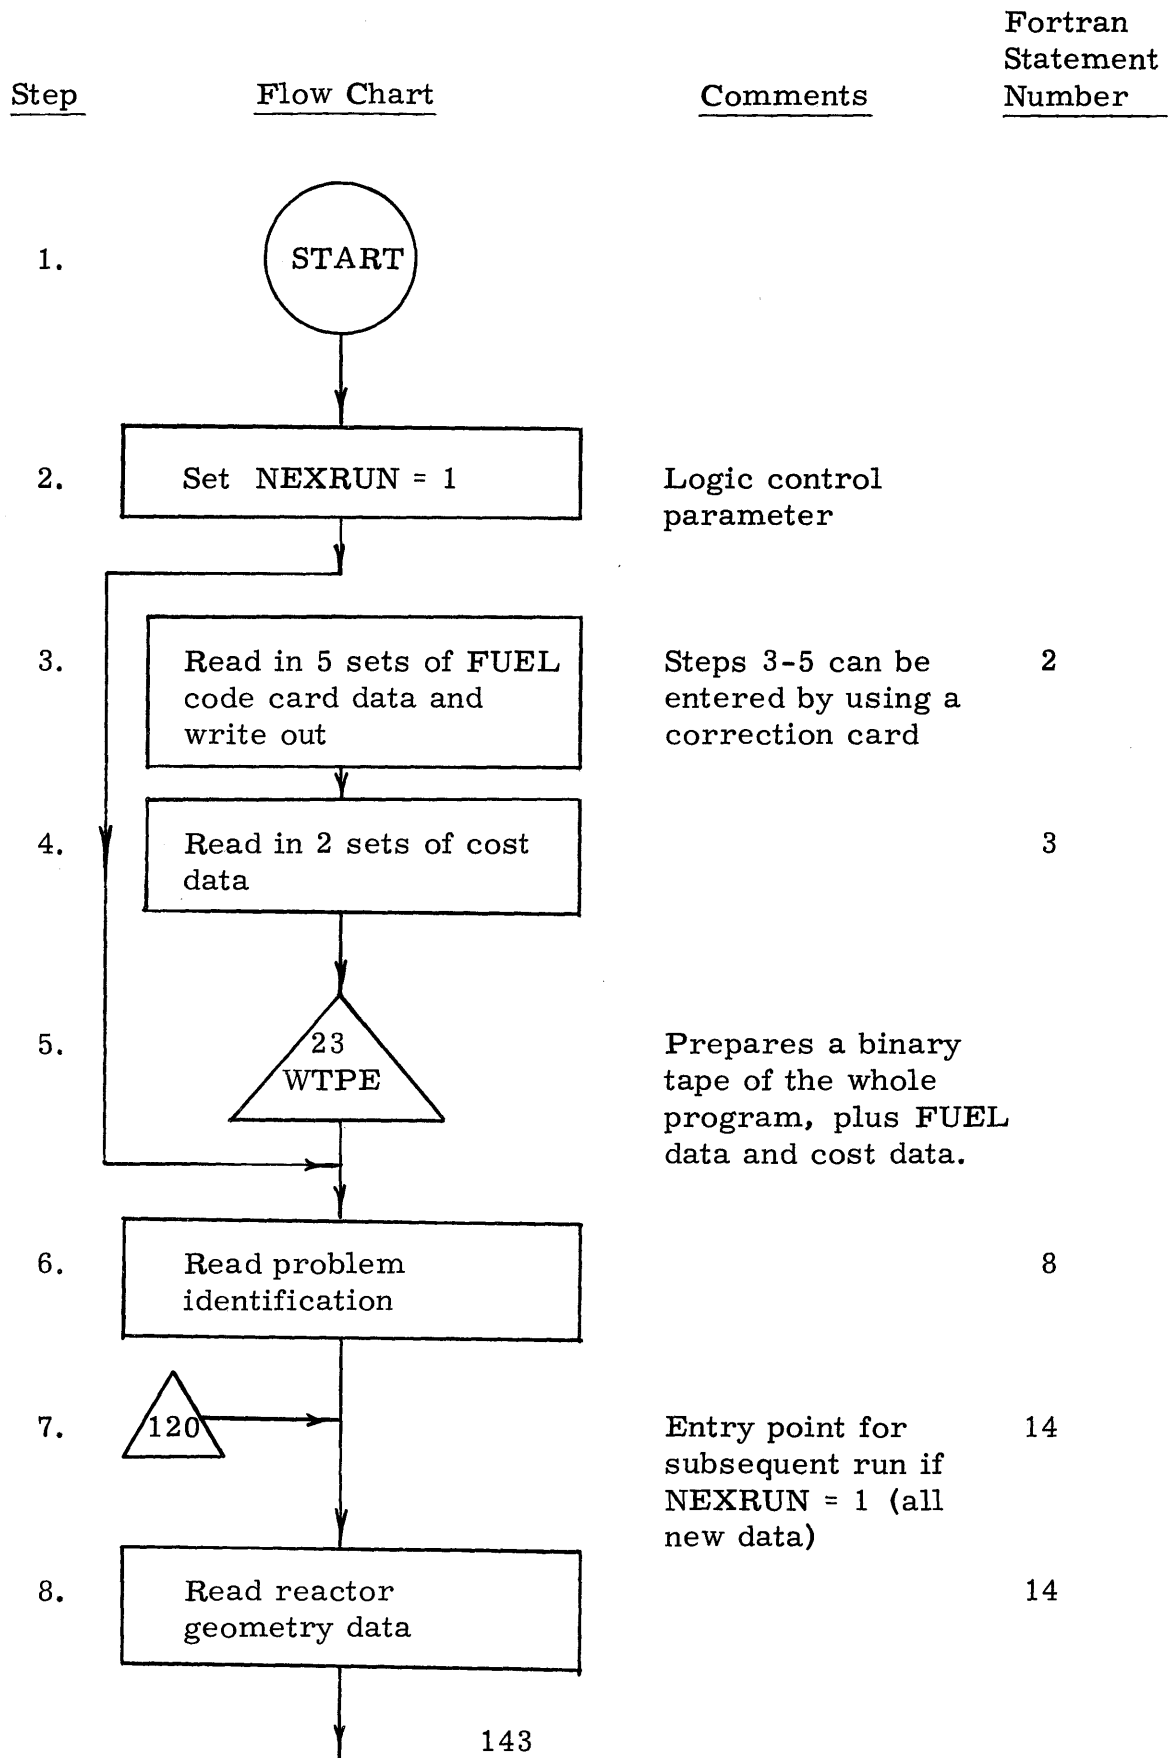 Fortran
Statement
Step Flow Chart Comments Number
1. START
2. Set NEXRUN = 1 Logic control
parameter
3. Read in 5 sets of FUEL Steps 3-5 can be 2
code card data and entered by using a
write out correction card
4. Read in 2 sets of cost 3
data
5. 23 Prepares a binary
WTPE tape of the whole
program, plus FUEL
data and cost data.
6. Read problem 8
identification
7. 120 Entry point for 14
subsequent run if
NEXRUN = 1 (all
new data)
8. Read reactor 14
geometry data
143